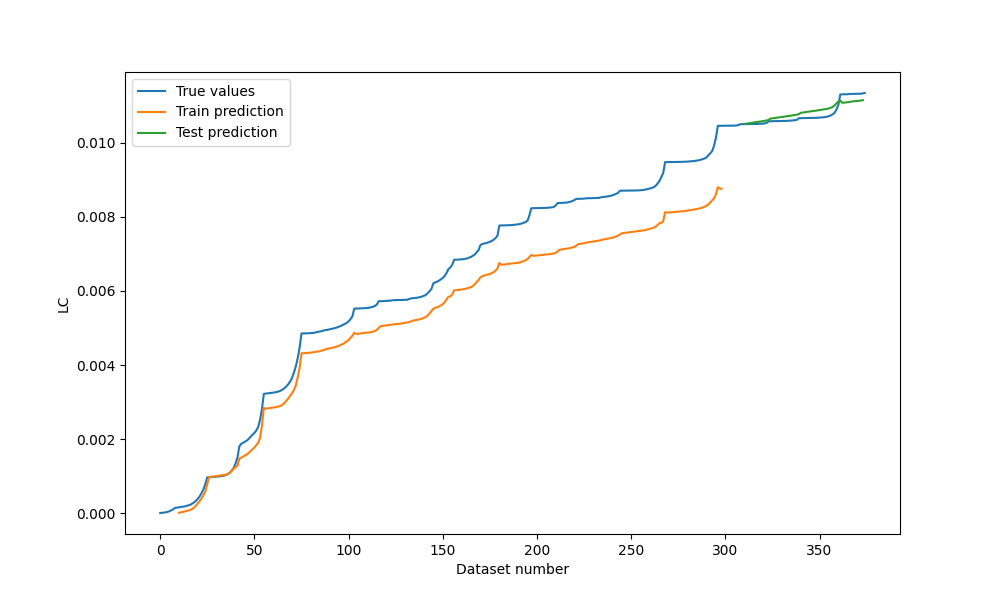 True values
Train prediction
Test prediction
0.010
0.008
0.006
0.004
0.002
0.000
LC
0 50 100 150 200 250 300 350
Dataset number